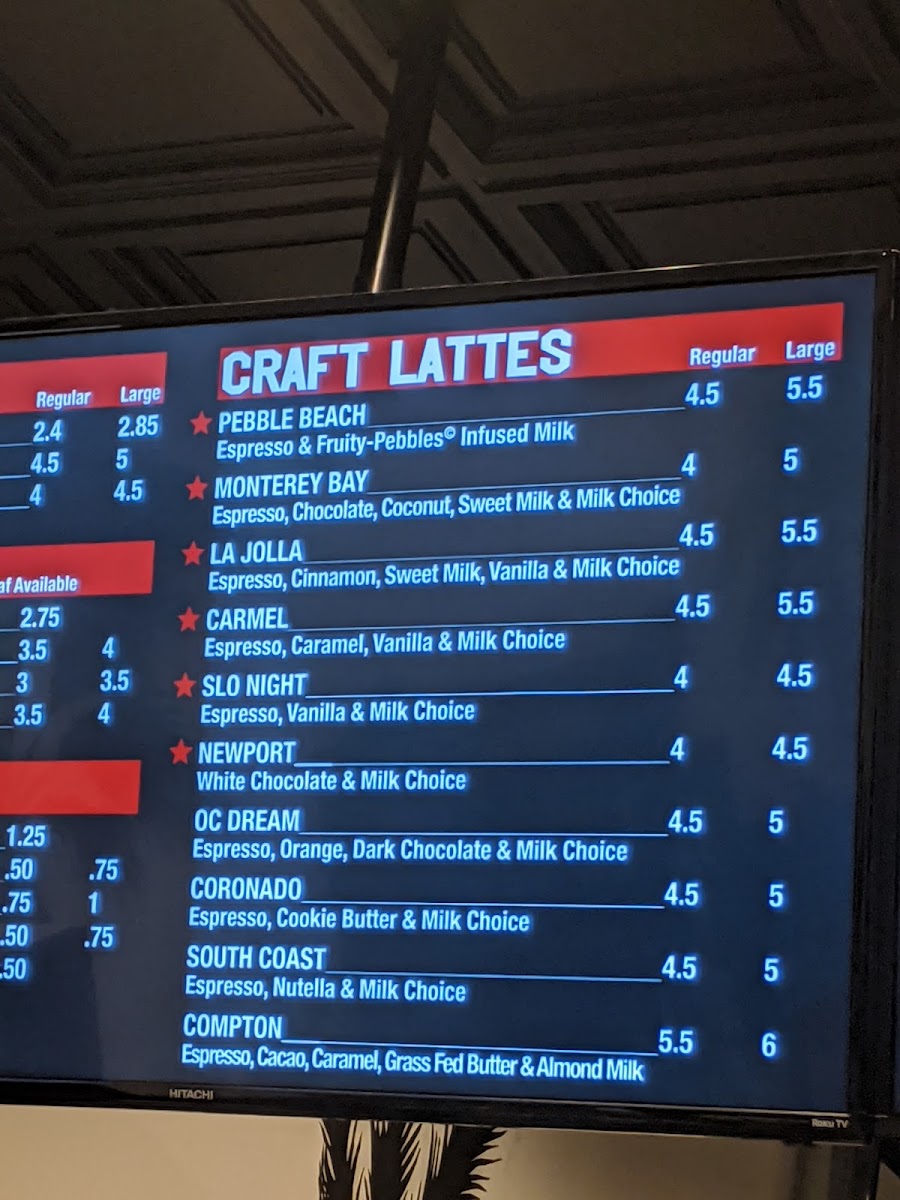 Regular Large
2.4 2.85
4.5 5
4 4.5
Available
2.75
3.5 4
3 3.5
3.5 4
1.25
.50 .75
.75 1
.50 .75
.50
CRAFT LATTES Regular Large
PEBBLE BEACH 4.5 5.5
Espresso & Fruity-Pebbles© Infused Milk
MONTEREY BAY 4 5
Espresso, Chocolate, Coconut, Sweet Milk & Milk Choice
LA JOLLA 4.5 5.5
Espresso, Cinnamon, Sweet Milk, Vanilla & Milk Choice
CARMEL 4.5 5.5
Espresso, Caramel, Vanilla & Milk Choice
SLO NIGHT 4 4.5
Espresso, Vanilla & Milk Choice
NEWPORT 4 4.5
White Chocolate & Milk Choice
OC DREAM 4.5 5
Espresso, Orange, Dark Chocolate & Milk Choice
CORONADO 4.5 5
Espresso, Cookie Butter & Milk Choice
SOUTH COAST 4.5 5
Espresso, Nutella & Milk Choice
COMPTON 5.5 6
Espresso, Cacao, Caramel, Grass Fed Butter & Almond Milk
HITACHI
Roku TV